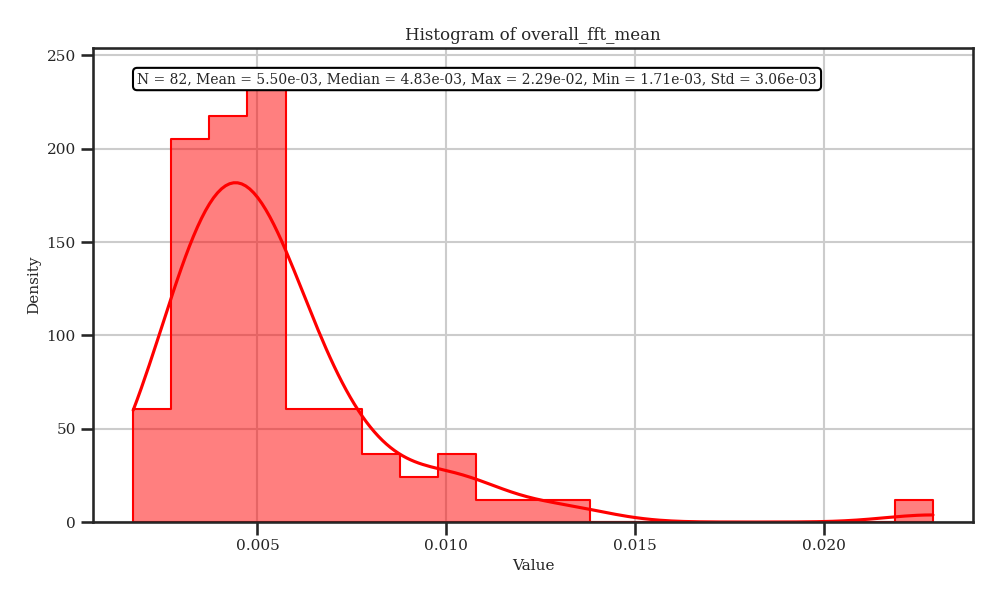 Histogram of overall_fft_mean
N = 82, Mean = 5.50e-03, Median = 4.83e-03, Max = 2.29e-02, Min = 1.71e-03, Std = 3.06e-03
250
200
150
100
50
0
Density
0.005 0.010 0.015 0.020
Value